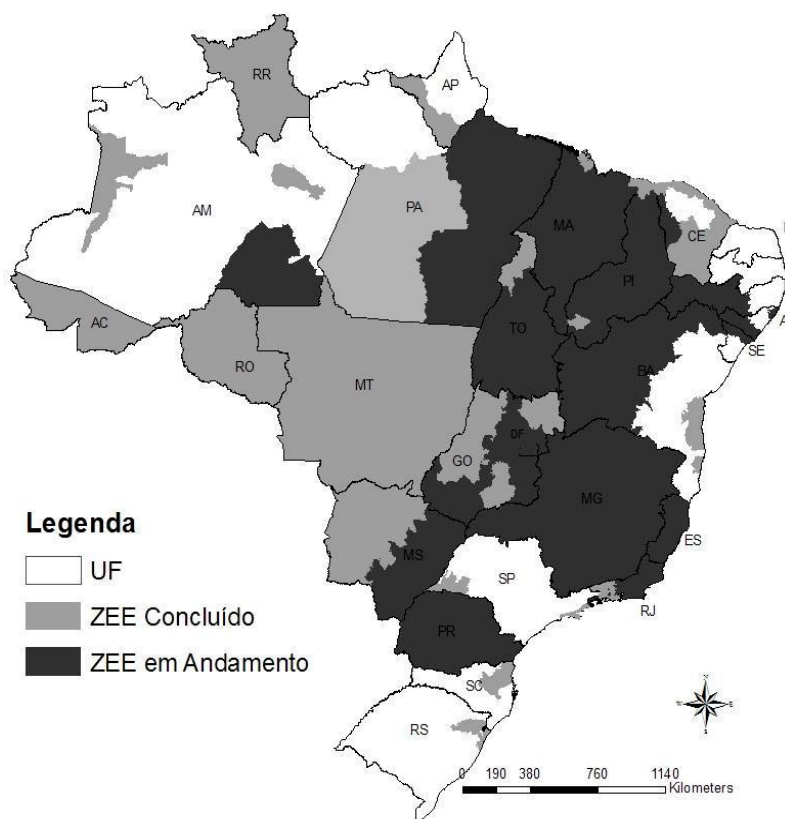 RR
AP
AM
PA
MA
CE
PI
AC
TO
SE
RO
BA
MT
DF
GO
MG
Legenda
ES
MS
UF
SP
ZEE Concluído
RJ
PR
ZEE em Andamento
SC
RS
0 190 380 760 1140
Kilometers